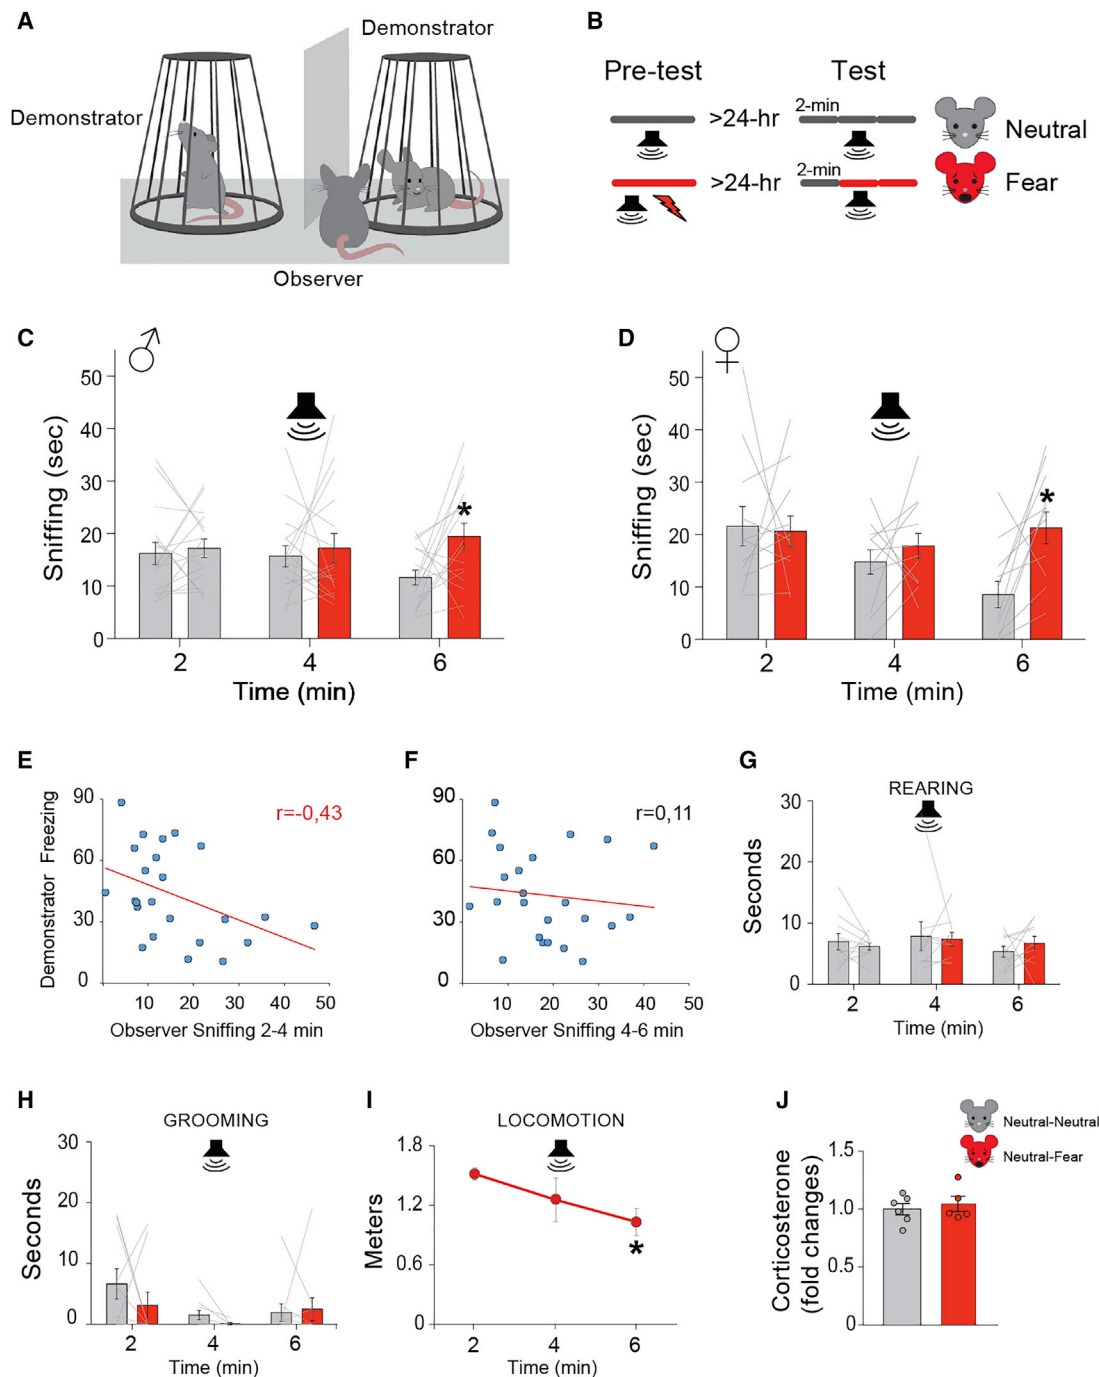 A
Demonstrator
Demonstrator
Observer
B
Pre-test
Test
>24-hr
2-min
Neutral
>24-hr
2-min
Fear
C
♂
Sniffing (sec)
50
40
30
20
10
0
*
2
4
6
Time (min)
D
♀
Sniffing (sec)
50
40
30
20
10
0
*
2
4
6
Time (min)
E
Demonstrator Freezing
90
60
30
0
r=-0,43
10
20
30
40
50
Observer Sniffing 2-4 min
F
90
60
30
0
r=0,11
10
20
30
40
50
Observer Sniffing 4-6 min
G
REARING
Seconds
30
20
10
0
2
4
6
Time (min)
H
GROOMING
Seconds
30
20
10
0
2
4
6
Time (min)
I
LOCOMOTION
Meters
1.8
1.2
0.6
0
*
2
4
6
Time (min)
J
Neutral-Neutral
Neutral-Fear
Corticosterone
(fold changes)
1.5
1.0
0.5
0